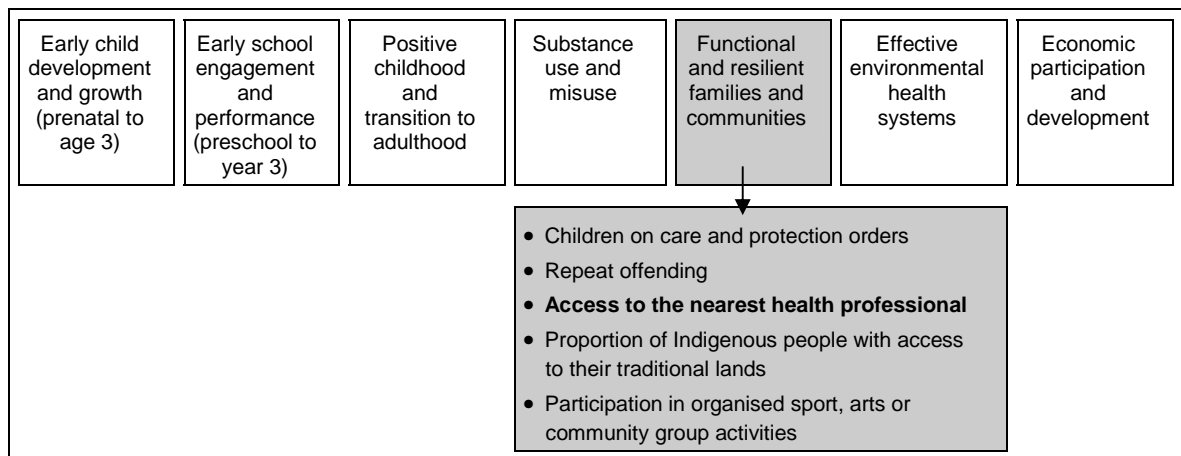 Early child
development
and growth
(prenatal to
age 3)
Early school
engagement
and
performance
(preschool to
year 3)
Positive
childhood
and
transition to
adulthood
Substance
use and
misuse
Functional
and resilient
families and
communities
Effective
environmental
health
systems
Economic
participation
and
development
• Children on care and protection orders
• Repeat offending
• Access to the nearest health professional
• Proportion of Indigenous people with access
to their traditional lands
• Participation in organised sport, arts or
community group activities